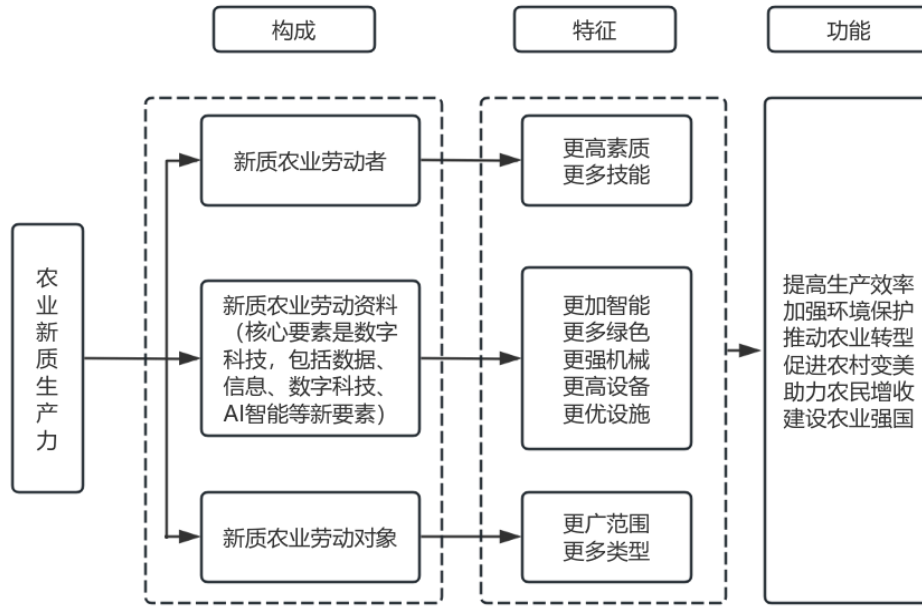 构成
特征
功能
农
业
新
质
生
产
力
新质农业劳动者
更高素质
更多技能
新质农业劳动资料
（核心要素是数字
科技，包括数据、
信息、数字科技、
AI智能等新要素）
更加智能
更多绿色
更强机械
更高设备
更优设施
新质农业劳动对象
更广范围
更多类型
提高生产效率
加强环境保护
推动农业转型
促进农村变美
助力农民增收
建设农业强国